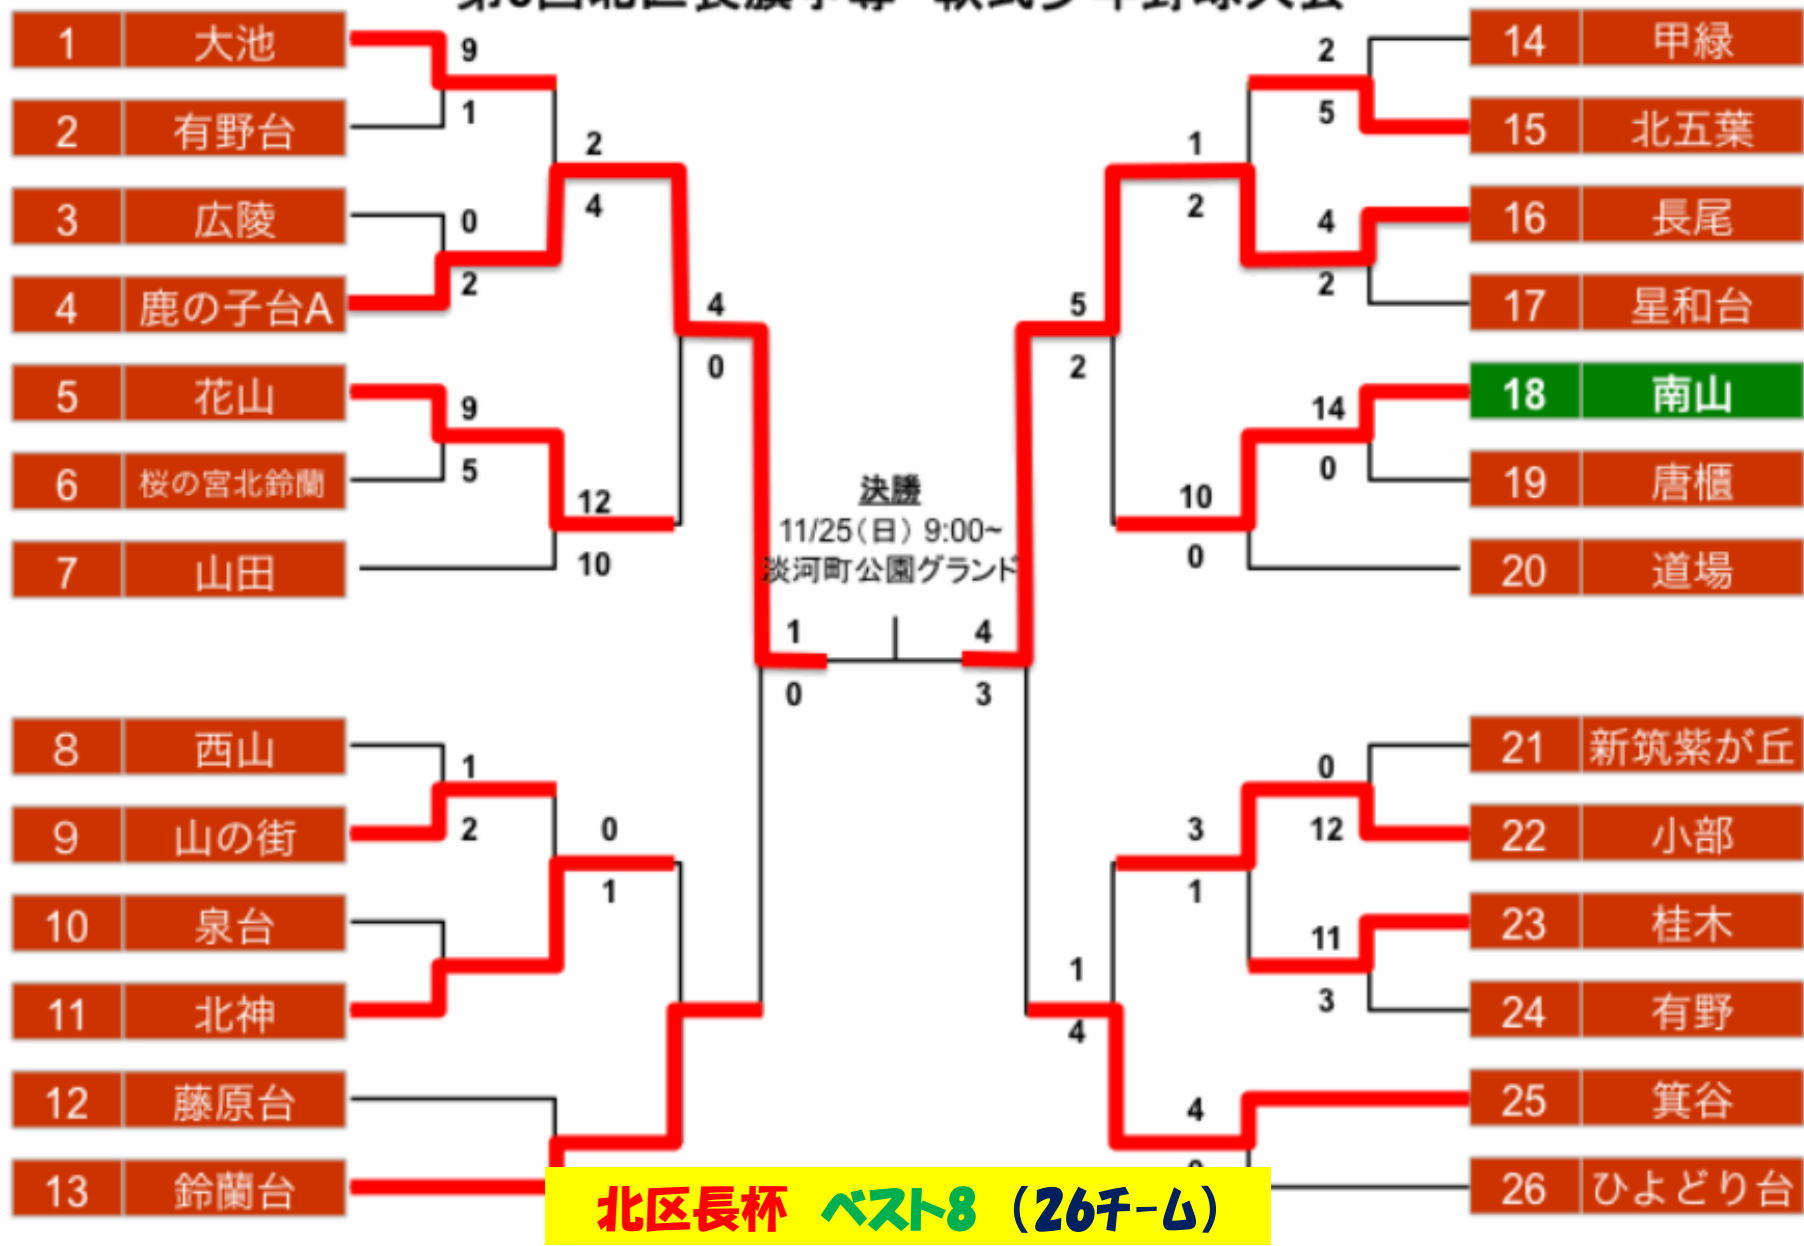 1 大池
2 有野台
3 広陵
4 鹿の子台A
5 花山
6 桜の宮北鈴蘭
7 山田
8 西山
9 山の街
10 泉台
11 北神
12 藤原台
13 鈴蘭台
9
1
0
2
9
5
1
2
2
4
12
10
0
1
4
0
1
0
決勝
11/25(日) 9:00~
淡河町公園グランド
4
3
5
2
1
4
1
2
10
0
3
1
4
2
5
4
2
14
0
0
12
11
3
14 甲緑
15 北五葉
16 長尾
17 星和台
18 南山
19 唐櫃
20 道場
21 新筑紫が丘
22 小部
23 桂木
24 有野
25 箕谷
26 ひよどり台
北区長杯 ベスト8 (26チーム)